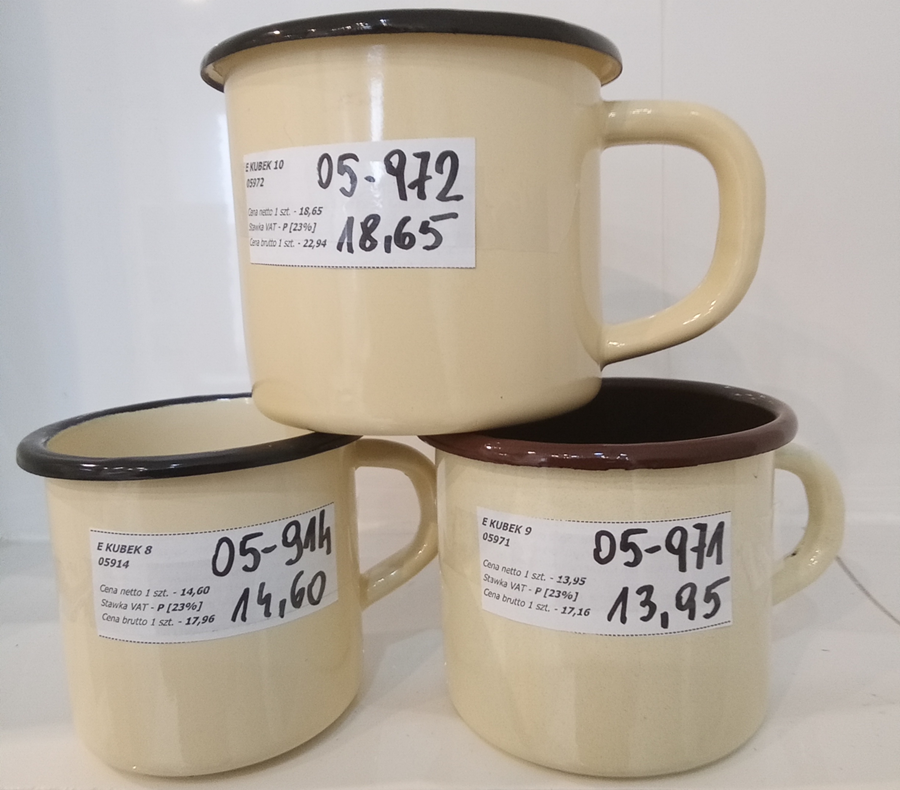 E KUBEK 10
05972
05-972
Cena netto 1 szt. - 18,65
Stawka VAT - P [23%]
Cena brutto 1 szt. - 22,94
18,65
E KUBEK 8
05914
05-914
Cena netto 1 szt. - 14,60
Stawka VAT - P [23%]
Cena brutto 1 szt. - 17,96
14,60
E KUBEK 9
05971
05-971
Cena netto 1 szt. - 13,95
Stawka VAT - P [23%]
Cena brutto 1 szt. - 17,16
13,95